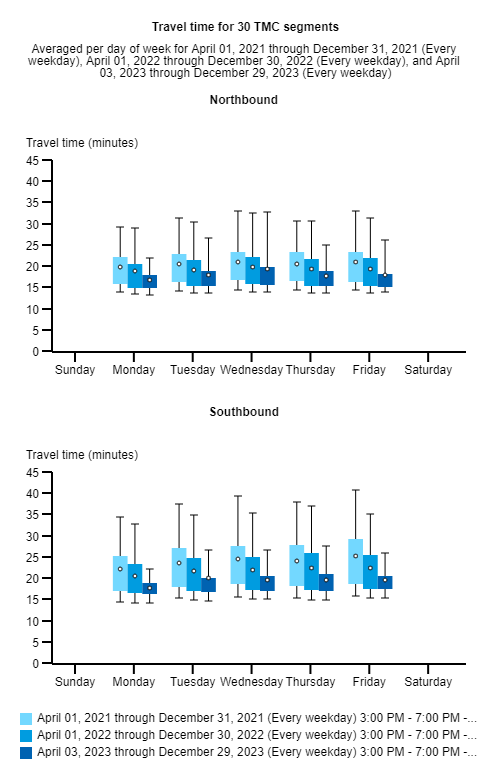 Travel time for 30 TMC segments
Averaged per day of week for April 01, 2021 through December 31, 2021 (Every
weekday), April 01, 2022 through December 30, 2022 (Every weekday), and April
03, 2023 through December 29, 2023 (Every weekday)
Northbound
Travel time (minutes)
45
40
35
30
25
20
15
10
5
0
Sunday Monday Tuesday Wednesday Thursday Friday Saturday
Southbound
Travel time (minutes)
45
40
35
30
25
20
15
10
5
0
Sunday Monday Tuesday Wednesday Thursday Friday Saturday
April 01, 2021 through December 31, 2021 (Every weekday) 3:00 PM - 7:00 PM -...
April 01, 2022 through December 30, 2022 (Every weekday) 3:00 PM - 7:00 PM -...
April 03, 2023 through December 29, 2023 (Every weekday) 3:00 PM - 7:00 PM -...